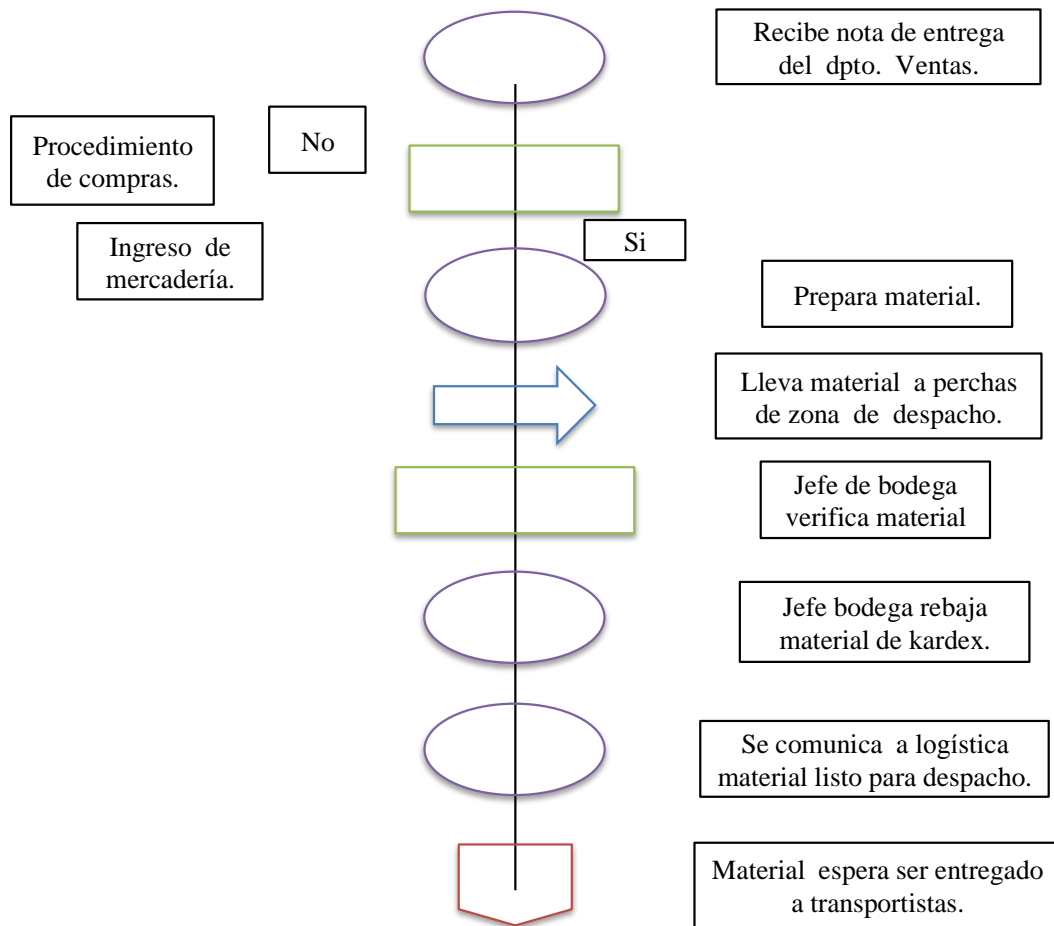 Recibe nota de entrega
del dpto. Ventas.
No
Procedimiento
de compras.
Si
Ingreso de
mercadería.
Prepara material.
Lleva material a perchas
de zona de despacho.
Jefe de bodega
verifica material
Jefe bodega rebaja
material de kardex.
Se comunica a logística
material listo para despacho.
Material espera ser entregado
a transportistas.